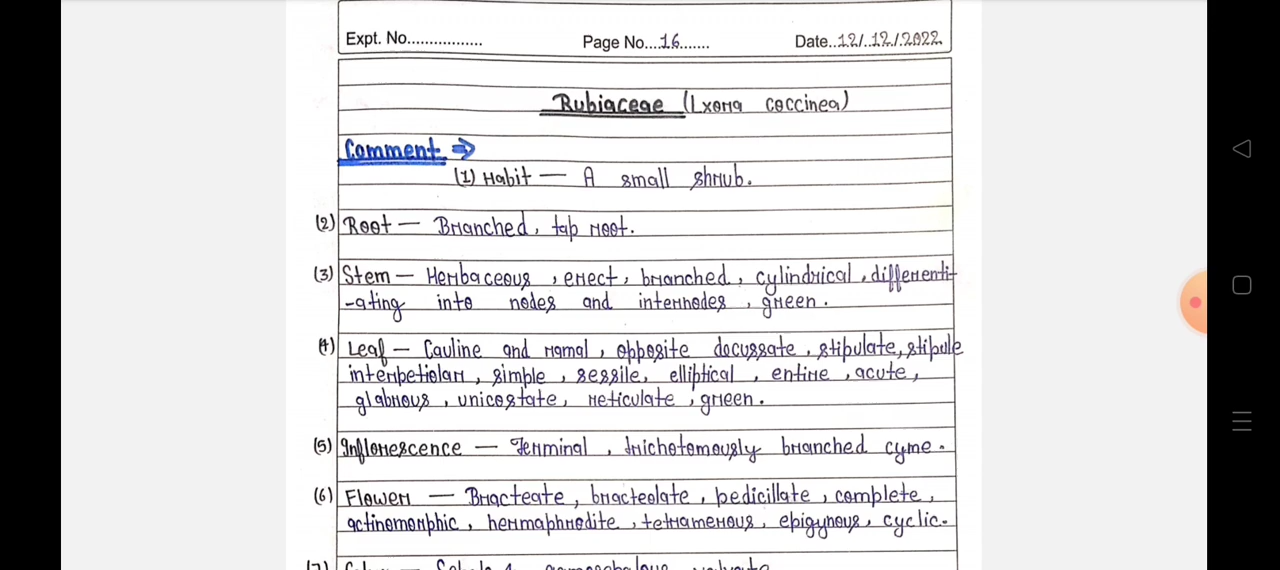 Expt. No................. Page No...16....... Date..12/.12./2022.
Rubiaceae (Ixora coccinea)
Comment ⇒
(1) Habit — A small shrub.
(2) Root — Branched, tap root.
(3) Stem — Herbaceous, erect, branched, cylindrical, differenti-
-ating into nodes and internodes, green.
(4) Leaf — Cauline and ramal, opposite decussate, stipulate, stipule
interpetiolar, simple, sessile, elliptical, entire, acute,
glabrous, unicostate, reticulate, green.
(5) Inflorescence — Terminal, trichotomously branched cyme.
(6) Flower — Bracteate, bracteolate, pedicillate, complete,
actinomorphic, hermaphrodite, tetramerous, epigynous, cyclic.